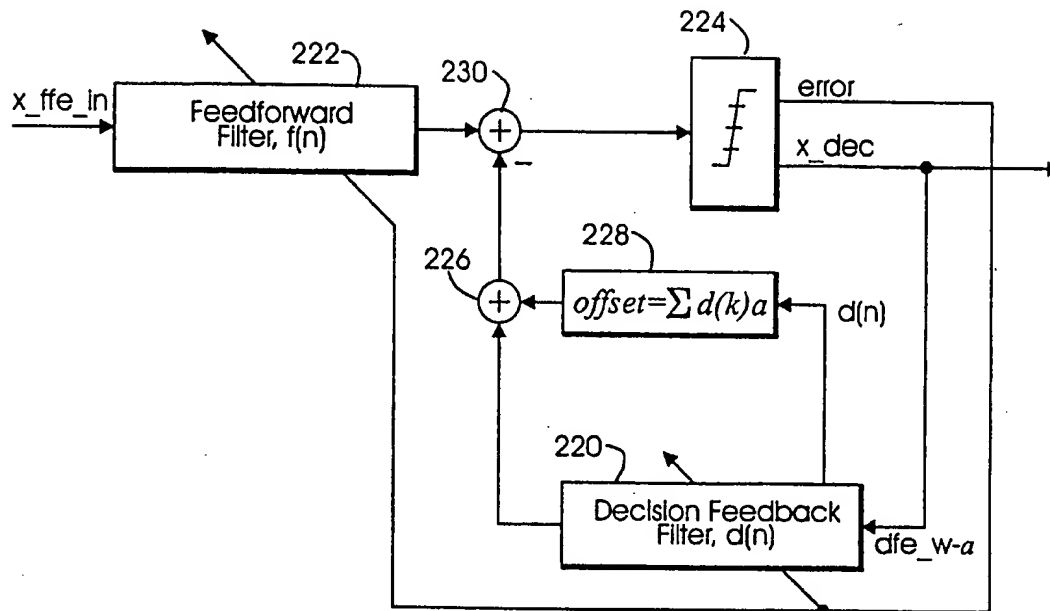 222
224
230
error
x_ffe_in
Feedforward
Filter, f(n)
+
x_dec
–
228
226
+
offset=∑ d(k)a
d(n)
220
Decision Feedback
Filter, d(n)
dfe_w-a